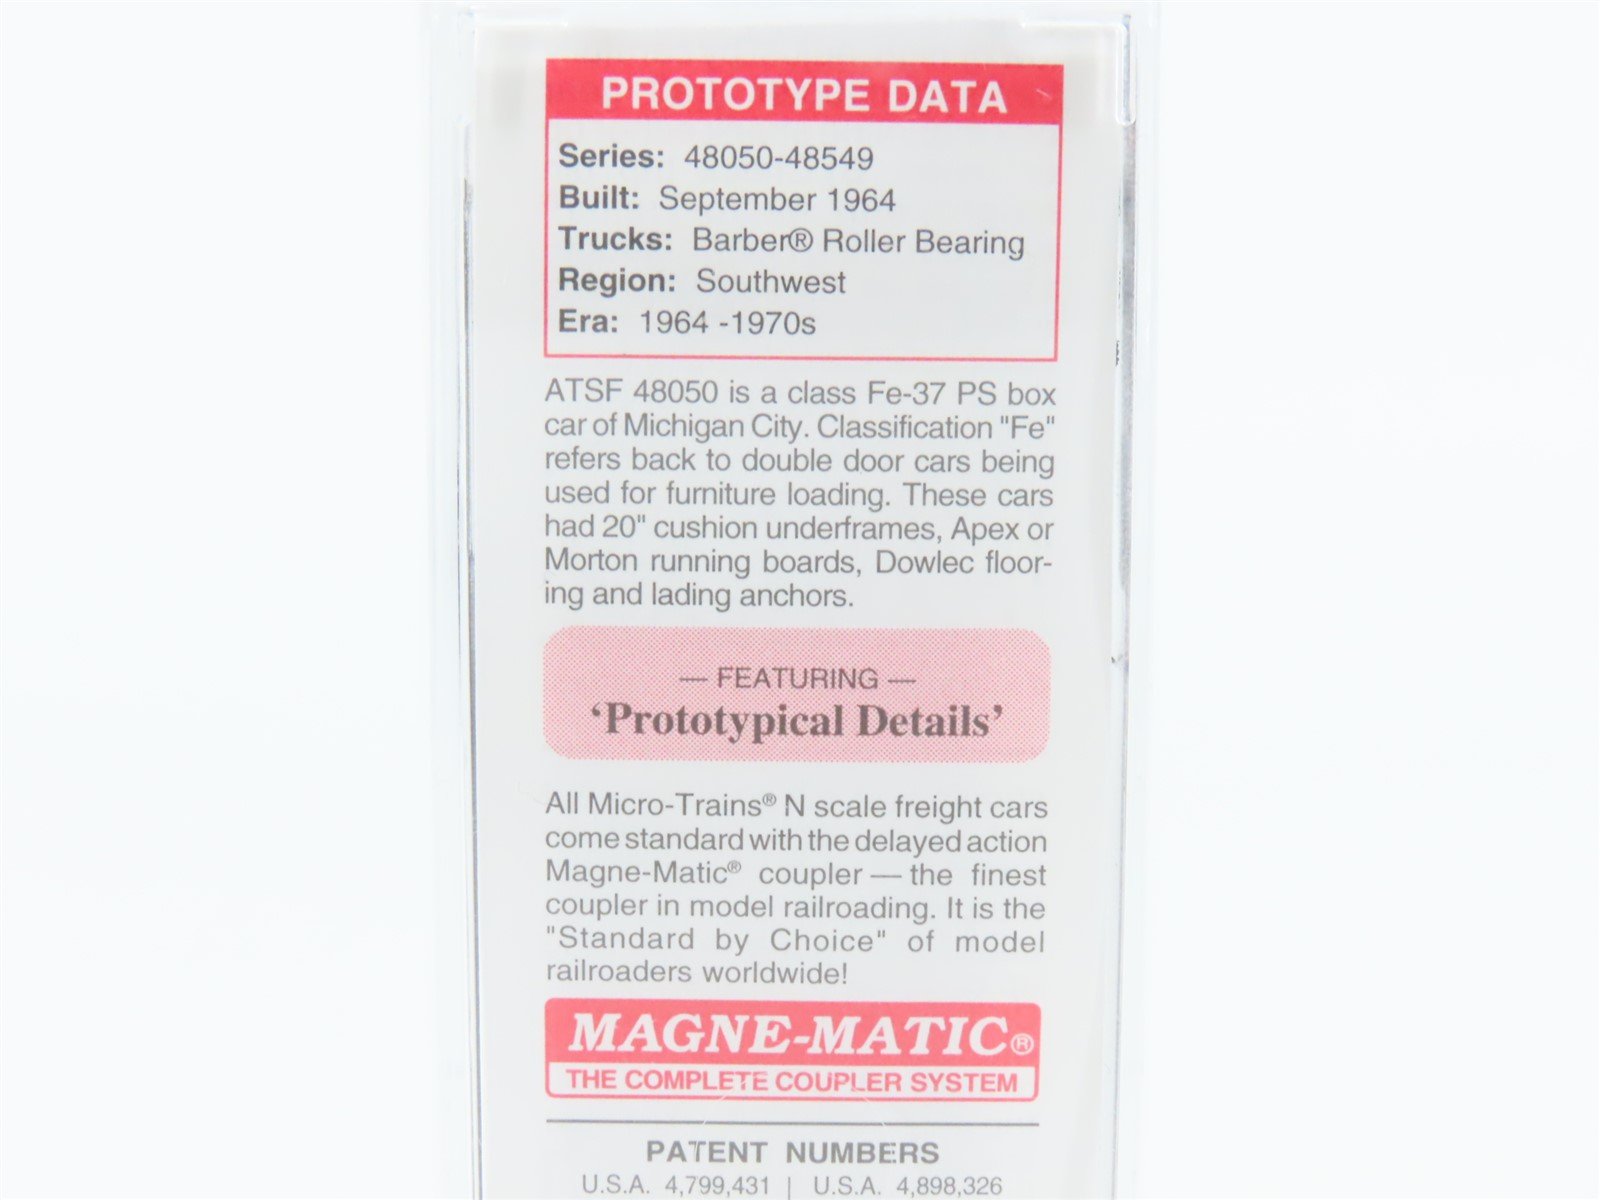 PROTOTYPE DATA
Series: 48050-48549
Built: September 1964
Trucks: Barber® Roller Bearing
Region: Southwest
Era: 1964 -1970s
ATSF 48050 is a class Fe-37 PS box
car of Michigan City. Classification "Fe"
refers back to double door cars being
used for furniture loading. These cars
had 20" cushion underframes, Apex or
Morton running boards, Dowlec floor-
ing and lading anchors.
— FEATURING —
‘Prototypical Details’
All Micro-Trains® N scale freight cars
come standard with the delayed action
Magne-Matic® coupler — the finest
coupler in model railroading. It is the
"Standard by Choice" of model
railroaders worldwide!
MAGNE-MATIC®
THE COMPLETE COUPLER SYSTEM
PATENT NUMBERS
U.S.A. 4,799,431 | U.S.A. 4,898,326